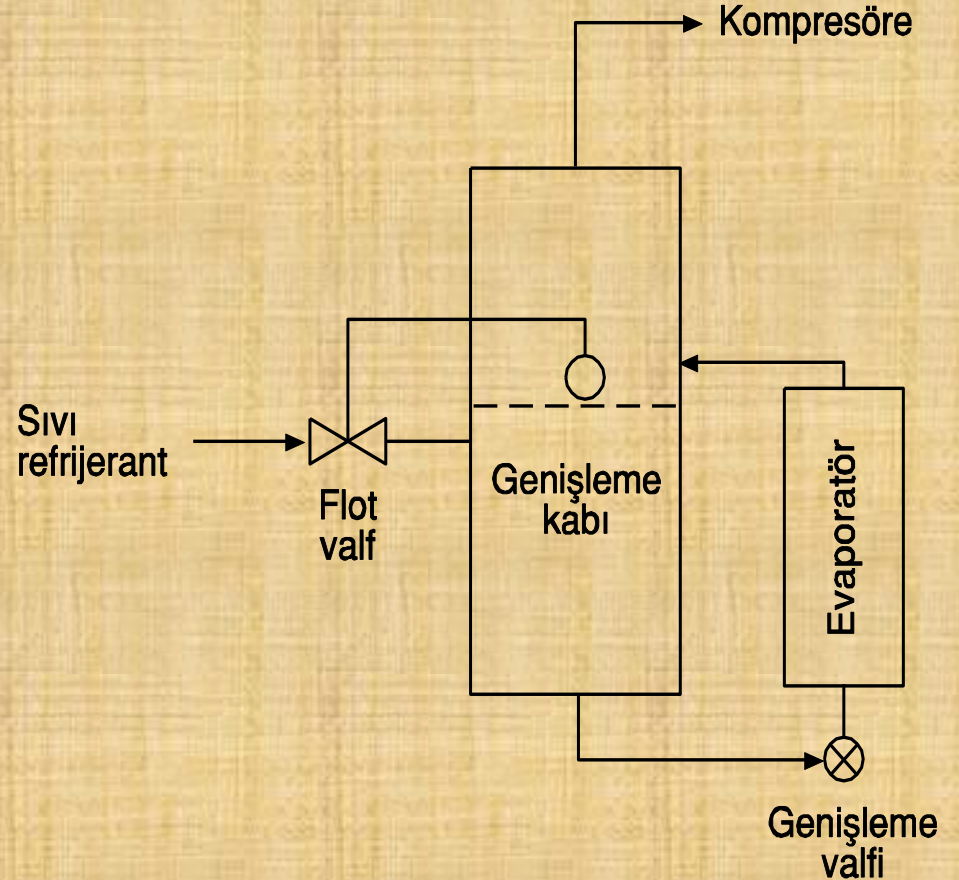 Kompresöre
Sıvı
refrijerant
Flot
valf
Genişleme
kabı
Evaporatör
Genişleme
valfi